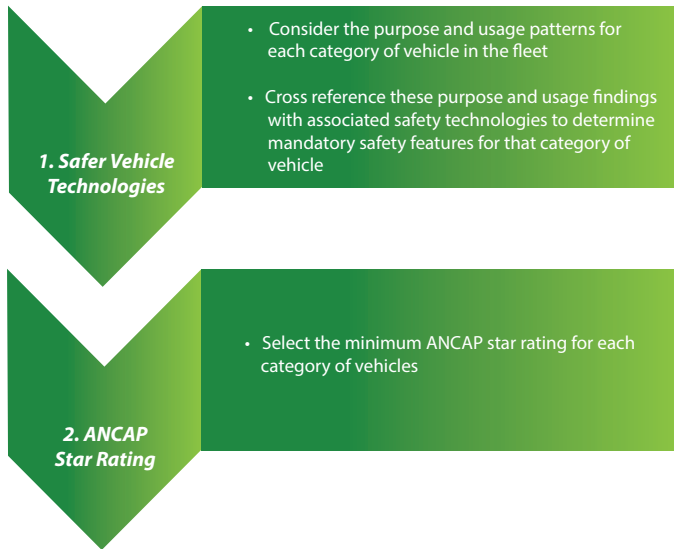 • Consider the purpose and usage patterns for
each category of vehicle in the fleet
• Cross reference these purpose and usage findings
with associated safety technologies to determine
mandatory safety features for that category of
vehicle
1. Safer Vehicle
Technologies
• Select the minimum ANCAP star rating for each
category of vehicles
2. ANCAP
Star Rating